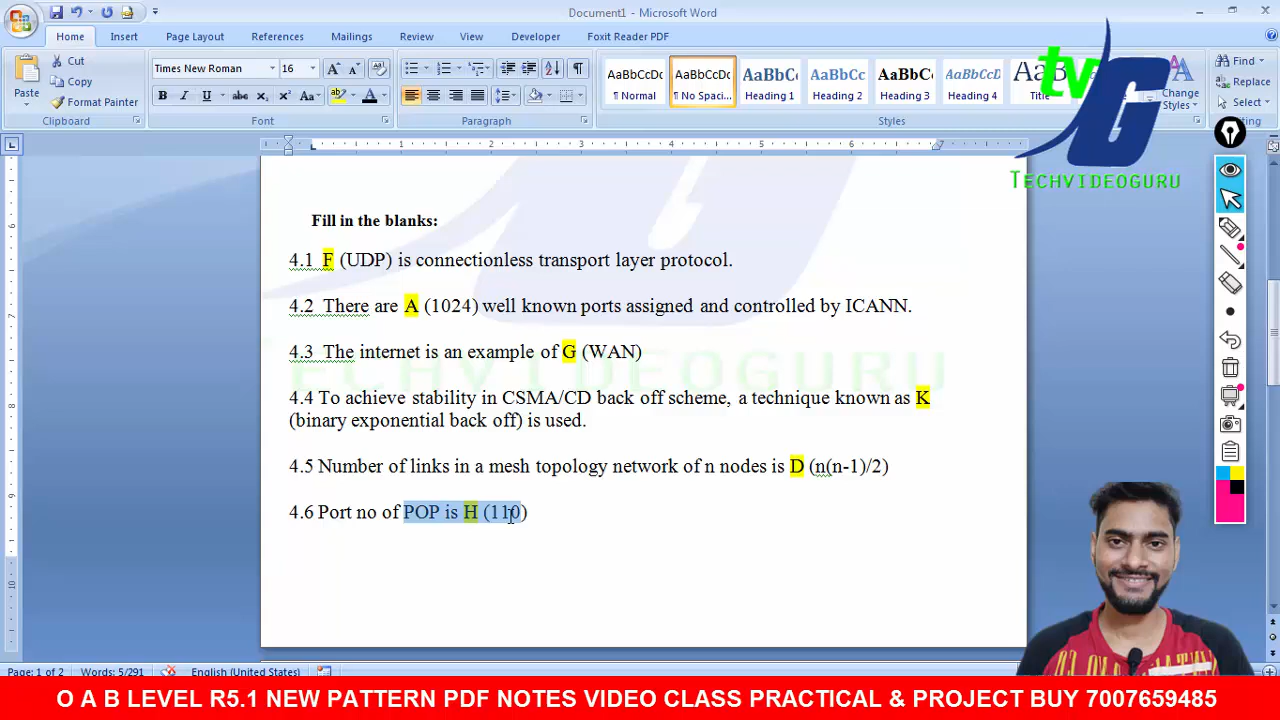 Document1 - Microsoft Word
Home Insert Page Layout References Mailings Review View Developer Foxit Reader PDF
Paste
Cut
Copy
Format Painter
Clipboard
Times New Roman 16
Font
Paragraph
AaBbCcDc
¶ Normal
AaBbCcDc
¶ No Spaci...
AaBbCc
Heading 1
AaBbCc
Heading 2
AaBbCc
Heading 3
AaBbCcD
Heading 4
Title
Change
Styles
Styles
Find
Replace
Select
tv
TECHVIDEOGURU
Fill in the blanks:
4.1 F (UDP) is connectionless transport layer protocol.
4.2 There are A (1024) well known ports assigned and controlled by ICANN.
4.3 The internet is an example of G (WAN)
4.4 To achieve stability in CSMA/CD back off scheme, a technique known as K
(binary exponential back off) is used.
4.5 Number of links in a mesh topology network of n nodes is D (n(n-1)/2)
4.6 Port no of POP is H (110)
TECHVIDEOGURU
Page: 1 of 2 Words: 5/291 English (United States)
O A B LEVEL R5.1 NEW PATTERN PDF NOTES VIDEO CLASS PRACTICAL & PROJECT BUY 7007659485